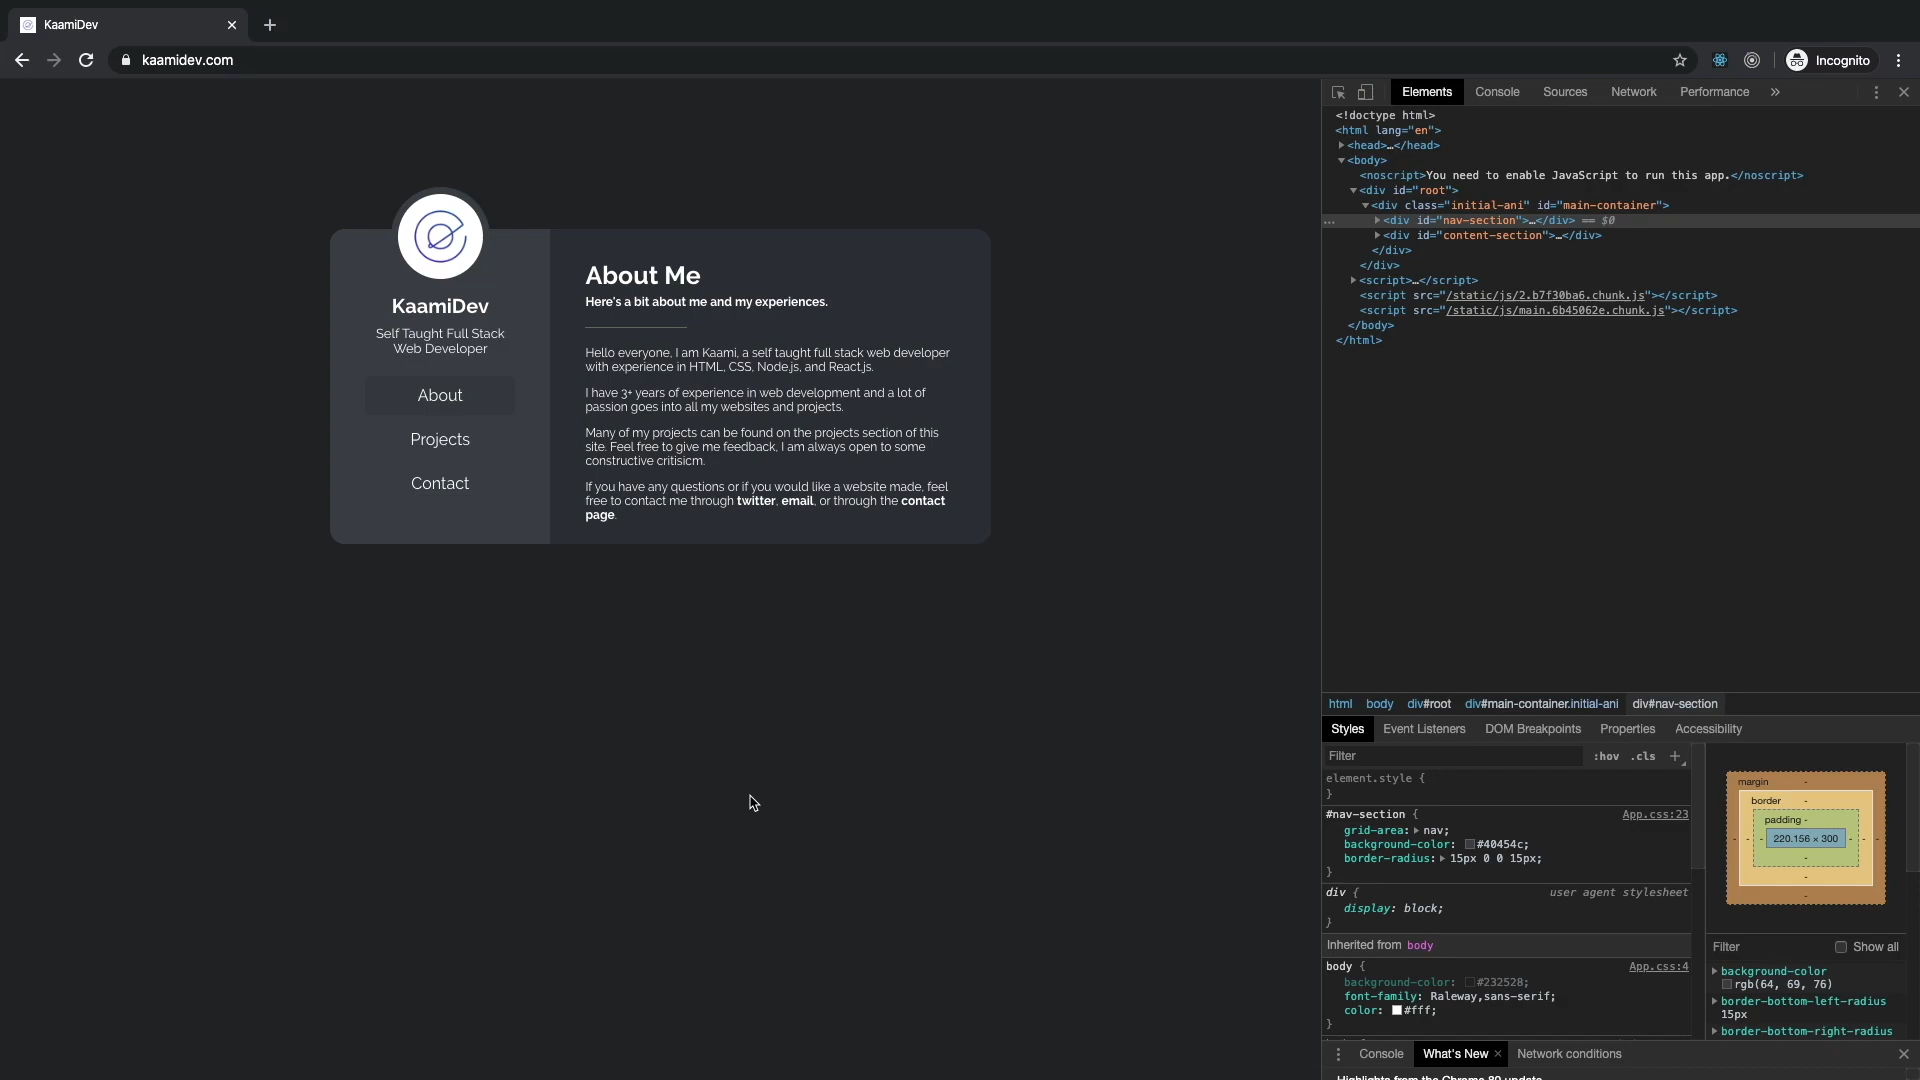 KaamiDev
kaamidev.com
Incognito
KaamiDev
Self Taught Full Stack
Web Developer
About
Projects
Contact
About Me
Here's a bit about me and my experiences.
Hello everyone, I am Kaami, a self taught full stack web developer
with experience in HTML, CSS, Node.js, and React.js.
I have 3+ years of experience in web development and a lot of
passion goes into all my websites and projects.
Many of my projects can be found on the projects section of this
site. Feel free to give me feedback, I am always open to some
constructive critisicm.
If you have any questions or if you would like a website made, feel
free to contact me through twitter, email, or through the contact
page.
Elements Console Sources Network Performance »
<!doctype html>
<html lang="en">
<head>…</head>
<body>
<noscript>You need to enable JavaScript to run this app.</noscript>
<div id="root">
<div class="initial-ani" id="main-container">
<div id="nav-section">…</div> == $0
<div id="content-section">…</div>
</div>
</div>
<script>…</script>
<script src="/static/js/2.b7f30ba6.chunk.js"></script>
<script src="/static/js/main.6b45062e.chunk.js"></script>
</body>
</html>
html body div#root div#main-container.initial-ani div#nav-section
Styles Event Listeners DOM Breakpoints Properties Accessibility
Filter :hov .cls +
element.style {
}
#nav-section { App.css:23
grid-area: nav;
background-color: #40454c;
border-radius: 15px 0 0 15px;
}
div { user agent stylesheet
display: block;
}
Inherited from body
body { App.css:4
background-color: #232528;
font-family: Raleway,sans-serif;
color: #fff;
}
margin -
border -
padding -
220.156 × 300
Filter Show all
background-color
rgb(64, 69, 76)
border-bottom-left-radius
15px
border-bottom-right-radius
Console What's New × Network conditions
Highlights from the Chrome 80 update